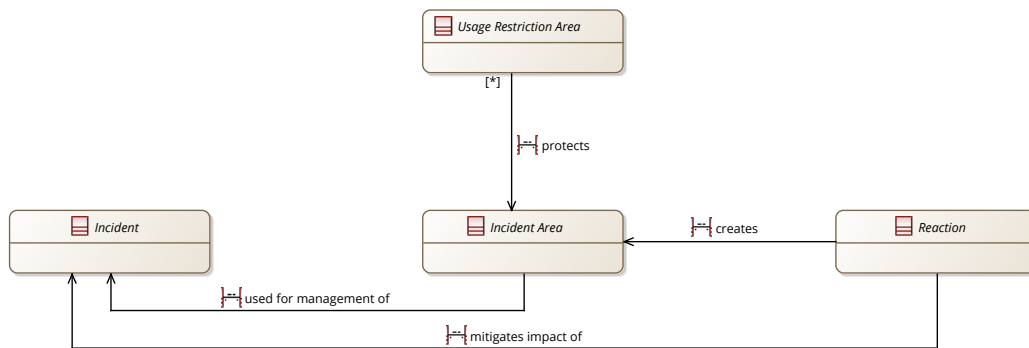 Usage Restriction Area
[*]
protects
Incident
Incident Area
creates
Reaction
used for management of
mitigates impact of